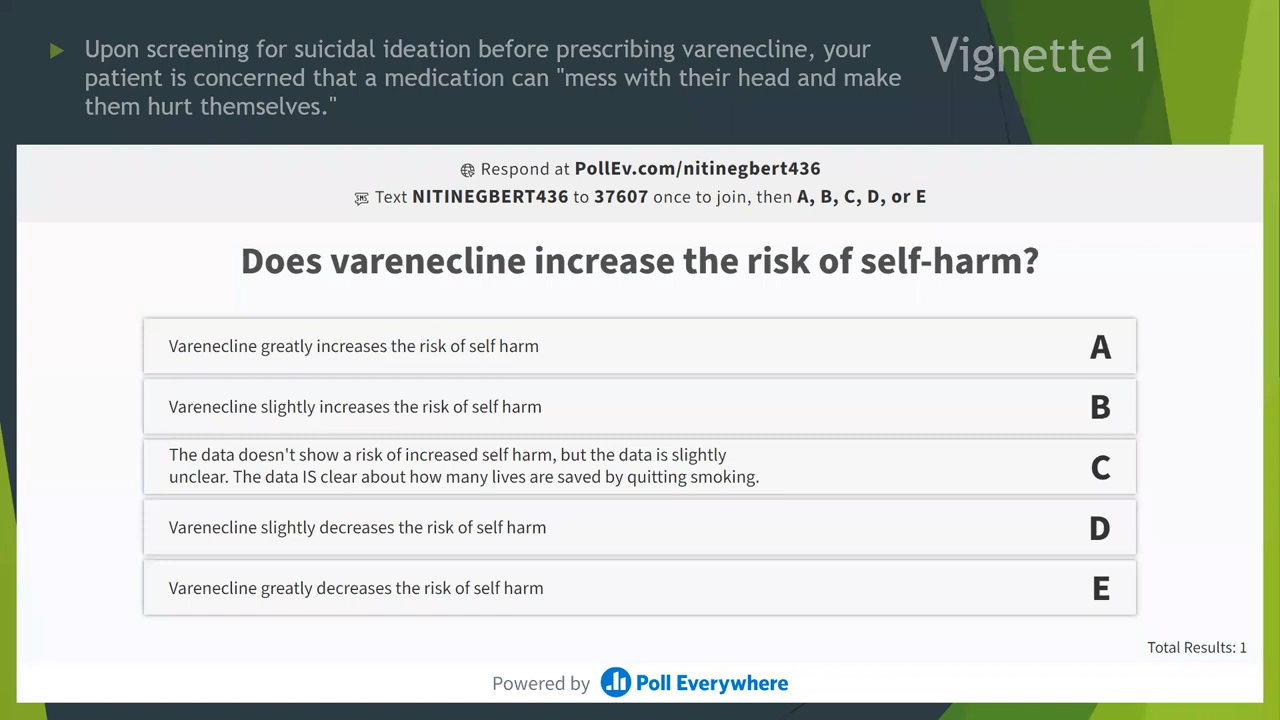 Upon screening for suicidal ideation before prescribing varenecline, your
patient is concerned that a medication can "mess with their head and make
them hurt themselves."
Vignette 1
Respond at PollEv.com/nitinegbert436
Text NITINEGBERT436 to 37607 once to join, then A, B, C, D, or E
Does varenecline increase the risk of self-harm?
Varenecline greatly increases the risk of self harm A
Varenecline slightly increases the risk of self harm B
The data doesn't show a risk of increased self harm, but the data is slightly
unclear. The data IS clear about how many lives are saved by quitting smoking. C
Varenecline slightly decreases the risk of self harm D
Varenecline greatly decreases the risk of self harm E
Total Results: 1
Powered by Poll Everywhere